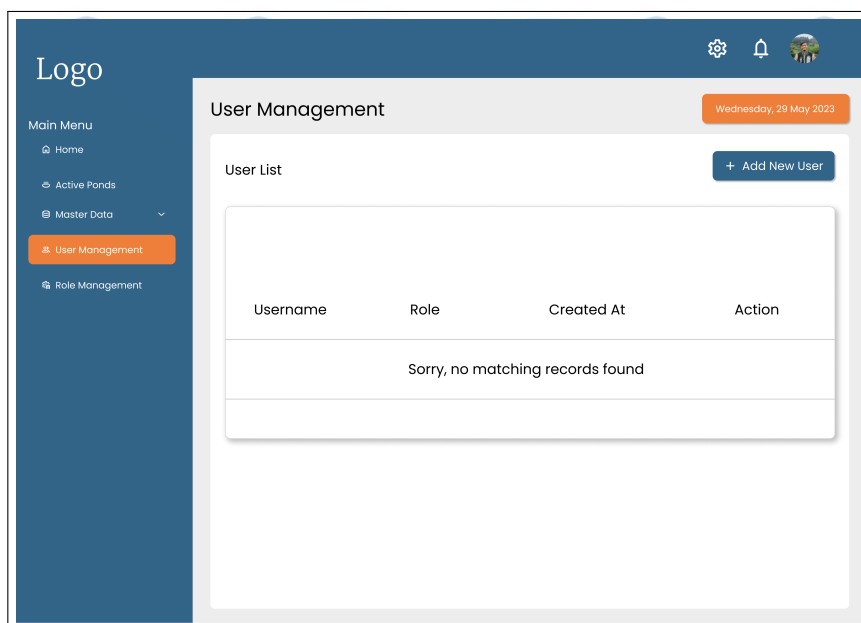 Logo
Main Menu
Home
Active Ponds
Master Data
User Management
Role Management
User Management
Wednesday, 29 May 2023
User List
+ Add New User
Username Role Created At Action
Sorry, no matching records found